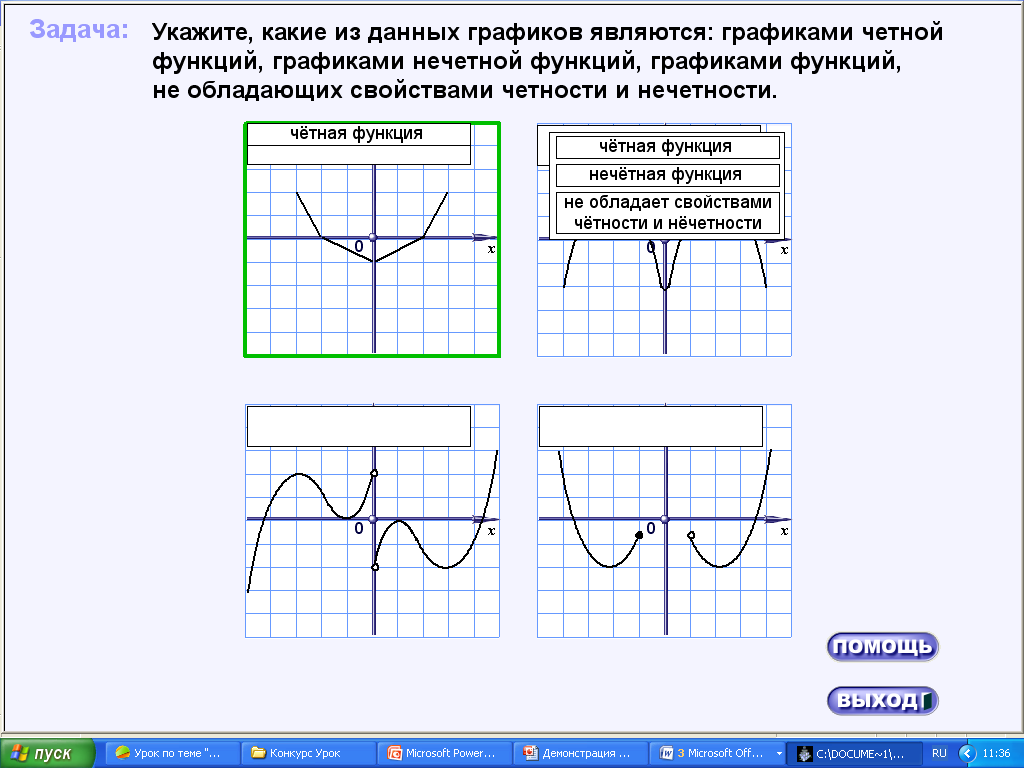 Задача:
Укажите, какие из данных графиков являются: графиками четной
функций, графиками нечетной функций, графиками функций,
не обладающих свойствами четности и нечетности.
чётная функция
0
x
чётная функция
нечётная функция
не обладает свойствами
чётности и нёчетности
0
x
0
x
0
x
ПОМОЩЬ
ВЫХОД
пуск
Урок по теме "...
Конкурс Урок
Microsoft Power...
Демонстрация ...
3 Microsoft Off...
C:\DOCUME~1\...
RU
11:36